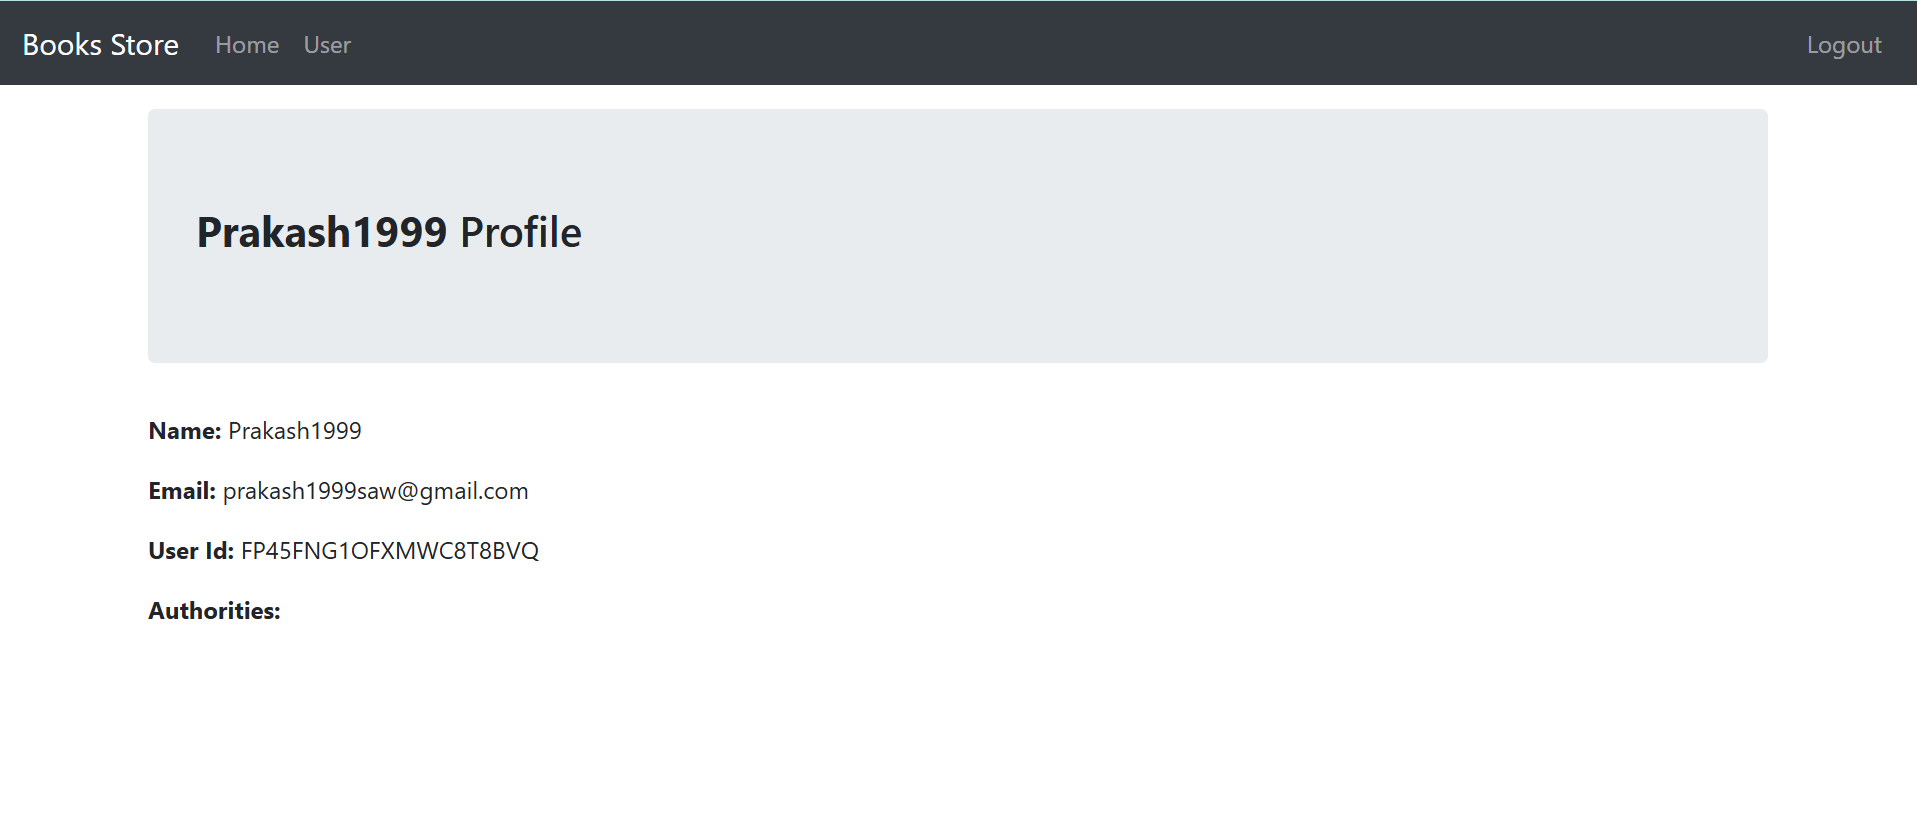 Books Store Home User Logout
Prakash1999 Profile
Name: Prakash1999
Email: prakash1999saw@gmail.com
User Id: FP45FNG1OFXMWC8T8BVQ
Authorities: